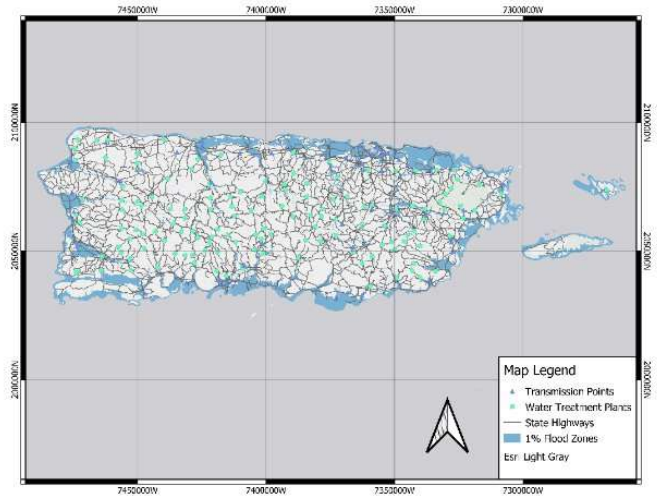 7450000W 7400000W 7350000W 7300000W
2100000N 2100000N
2050000N 2050000N
2000000N 2000000N
Map Legend
Transmission Points
Water Treatment Plants
State Highways
1% Flood Zones
Esri Light Gray
7450000W 7400000W 7350000W 7300000W